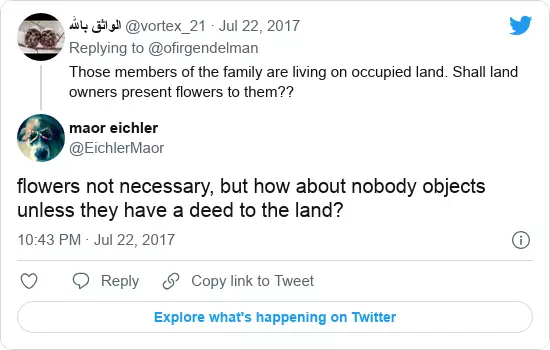 الواثق بالله @vortex_21 · Jul 22, 2017
Replying to @ofirgendelman
Those members of the family are living on occupied land. Shall land
owners present flowers to them??
maor eichler
@EichlerMaor
flowers not necessary, but how about nobody objects
unless they have a deed to the land?
10:43 PM · Jul 22, 2017
Reply
Copy link to Tweet
Explore what's happening on Twitter